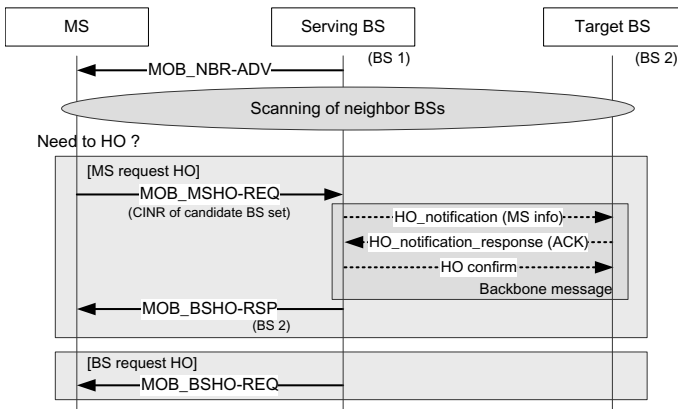 MS
Serving BS
Target BS
(BS 1)
(BS 2)
MOB_NBR-ADV
Scanning of neighbor BSs
Need to HO ?
[MS request HO]
MOB_MSHO-REQ
(CINR of candidate BS set)
HO_notification (MS info)
HO_notification_response (ACK)
HO confirm
Backbone message
MOB_BSHO-RSP
(BS 2)
[BS request HO]
MOB_BSHO-REQ